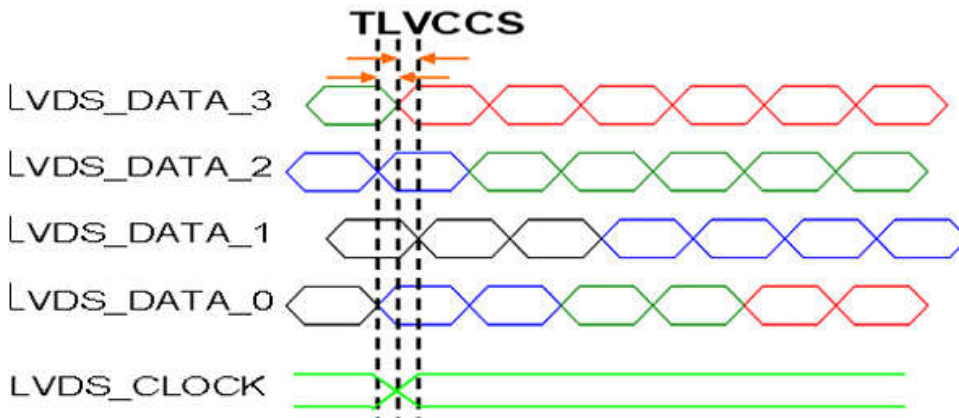 TLVCCS
LVDS_DATA_3
LVDS_DATA_2
LVDS_DATA_1
LVDS_DATA_0
LVDS_CLOCK